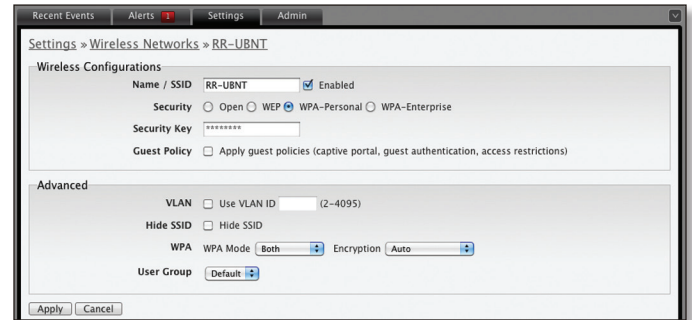 Recent Events Alerts 1 Settings Admin
Settings » Wireless Networks » RR-UBNT
Wireless Configurations
Name / SSID RR-UBNT Enabled
Security Open WEP WPA-Personal WPA-Enterprise
Security Key ********
Guest Policy Apply guest policies (captive portal, guest authentication, access restrictions)
Advanced
VLAN Use VLAN ID (2-4095)
Hide SSID Hide SSID
WPA WPA Mode Both Encryption Auto
User Group Default
Apply Cancel